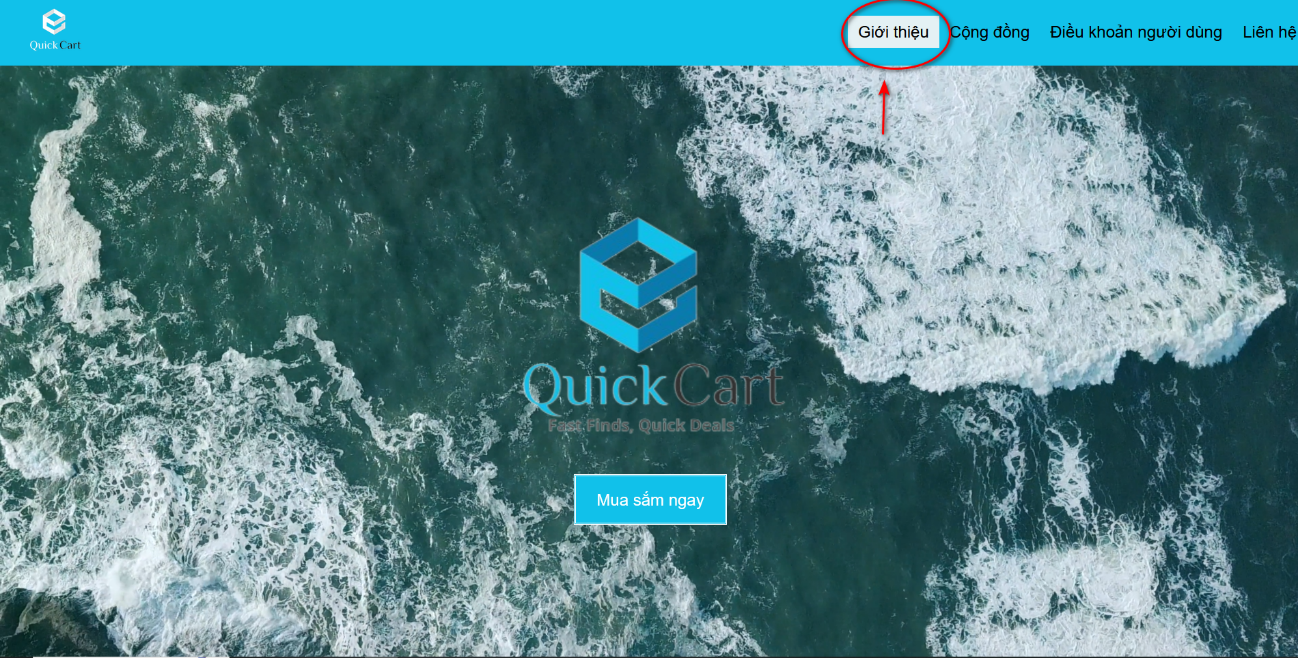 QuickCart
Giới thiệu
Cộng đồng
Điều khoản người dùng
Liên hệ
QuickCart
Fast Finds, Quick Deals
Mua sắm ngay